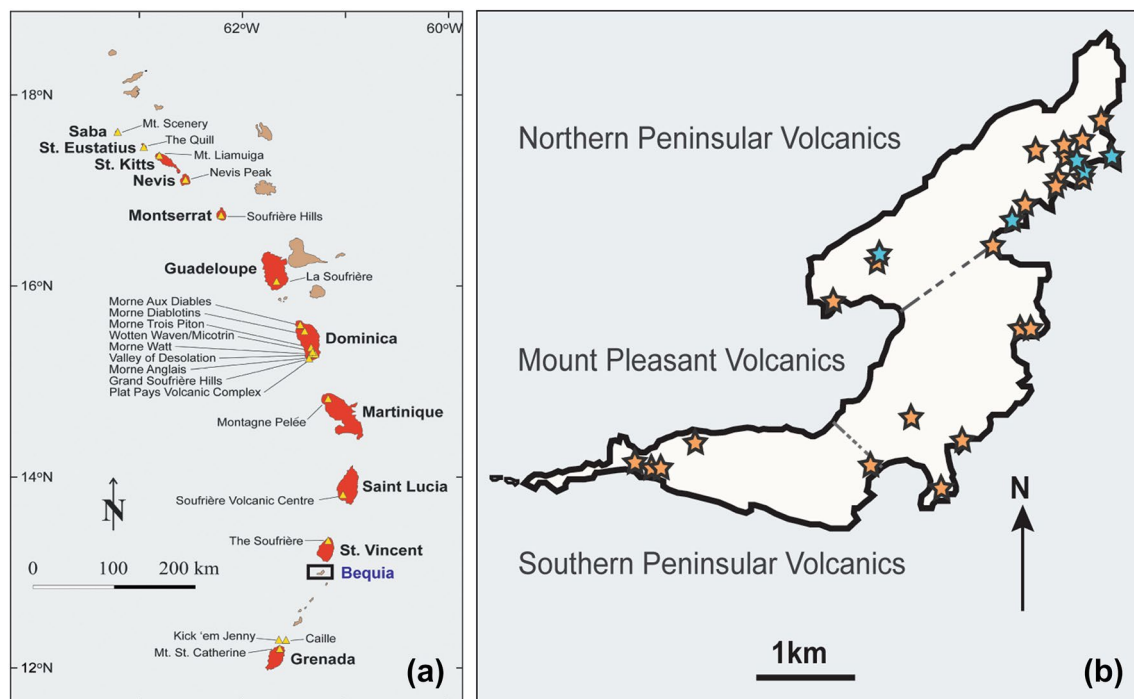 62°W
60°W
18°N
Saba
Mt. Scenery
The Quill
St. Eustatius
Mt. Liamuiga
St. Kitts
Nevis Peak
Nevis
Montserrat
Soufrière Hills
Guadeloupe
La Soufrière
16°N
Morne Aux Diables
Morne Diablotins
Morne Trois Piton
Wotten Waven/Micotrin
Morne Watt
Valley of Desolation
Morne Anglais
Grand Soufrière Hills
Plat Pays Volcanic Complex
Dominica
Martinique
Montagne Pelée
14°N
Saint Lucia
Soufrière Volcanic Centre
N
The Soufrière
St. Vincent
Bequia
0 100 200 km
Kick 'em Jenny
Caille
Mt. St. Catherine
Grenada
12°N
(a)
Northern Peninsular Volcanics
Mount Pleasant Volcanics
Southern Peninsular Volcanics
N
1km
(b)